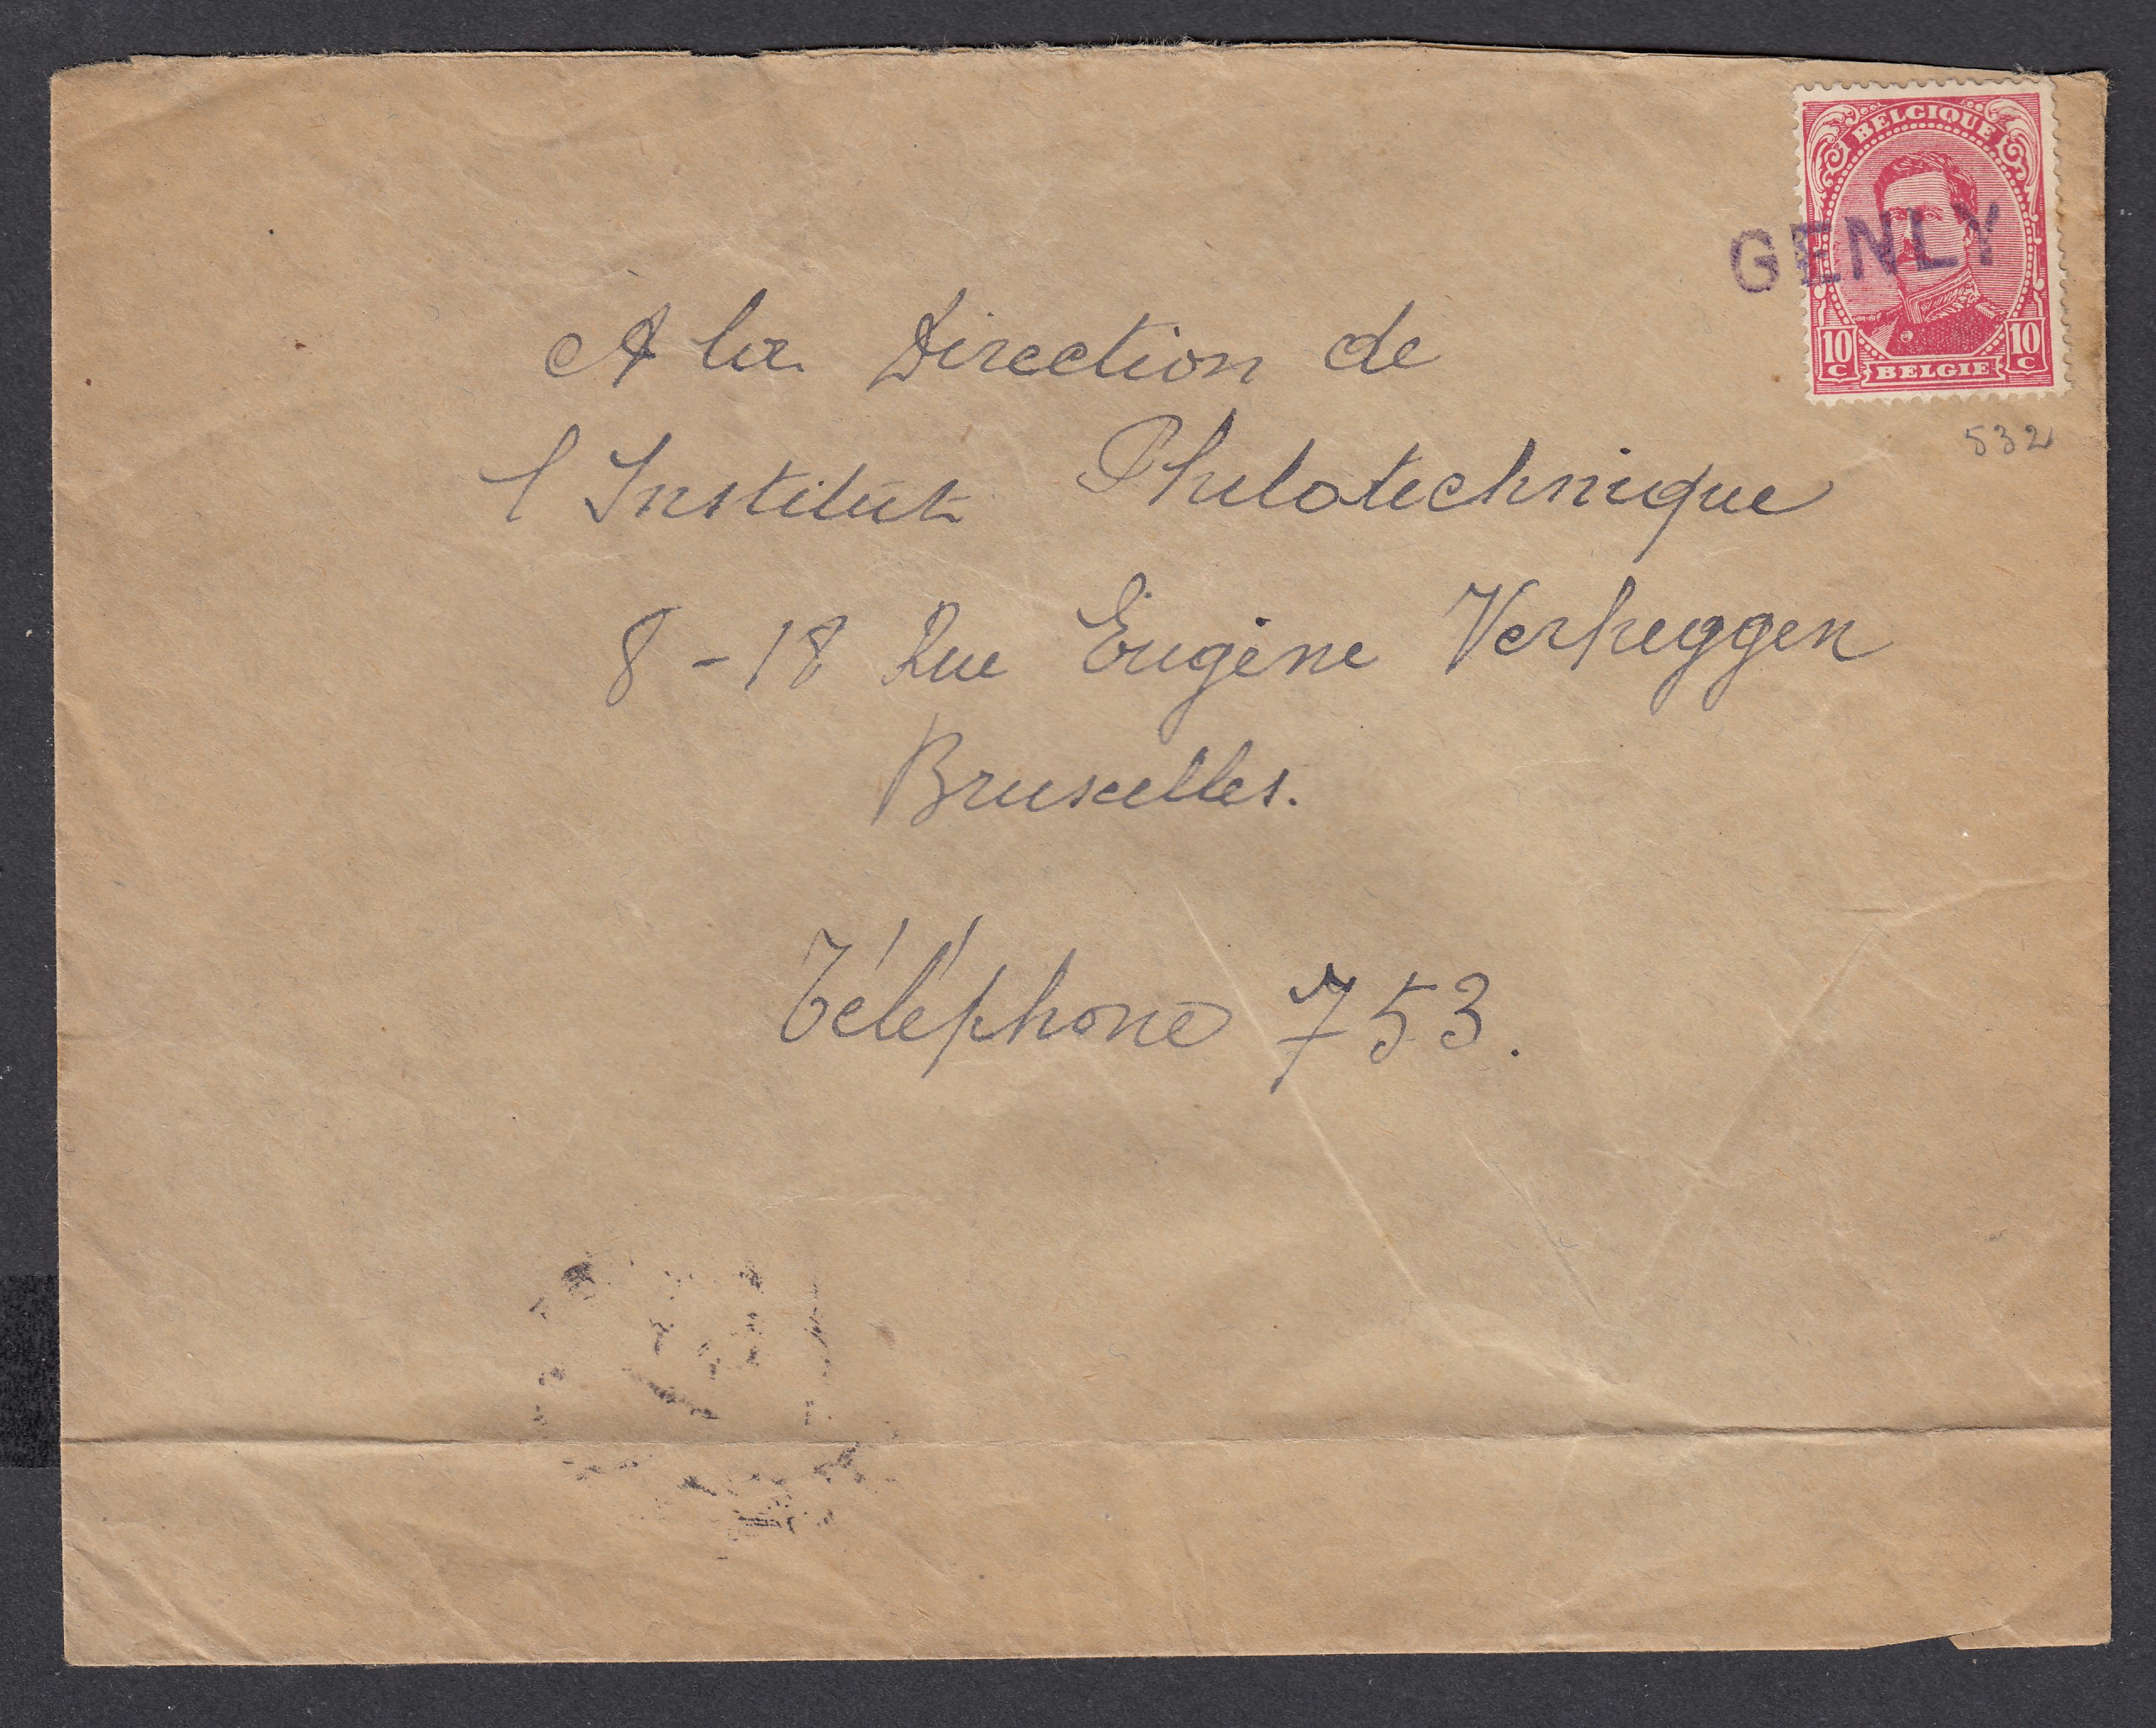 BELGIQUE
GENLY
10 C 10 C
BELGIE
532
A la Direction de
l'Institut Philotechnique
8-18 Rue Eugène Verheggen
Bruxelles.
Téléphone 753.